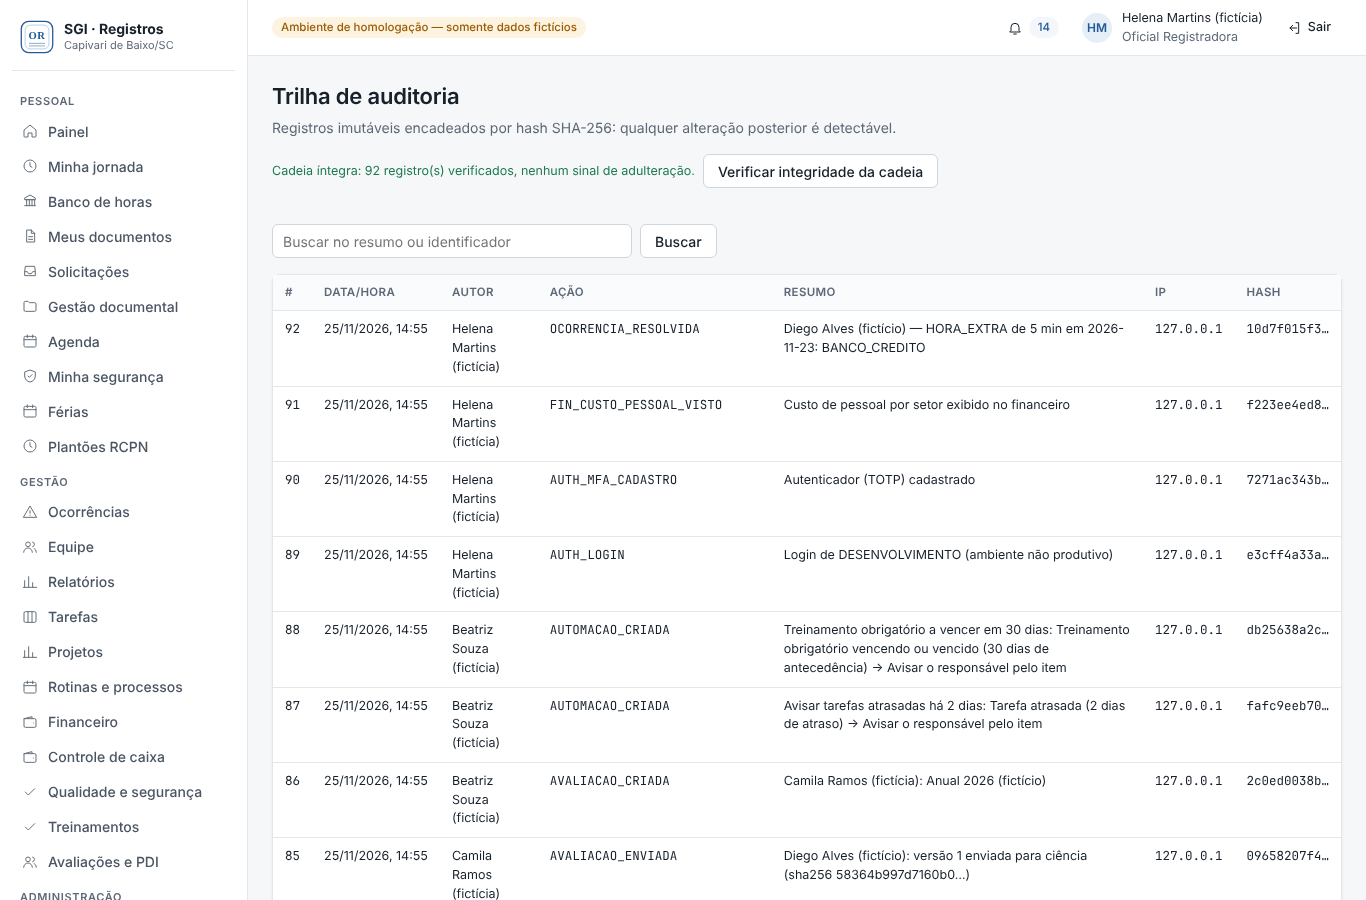 OR
SGI · Registros
Capivari de Baixo/SC
PESSOAL
Painel
Minha jornada
Banco de horas
Meus documentos
Solicitações
Gestão documental
Agenda
Minha segurança
Férias
Plantões RCPN
GESTÃO
Ocorrências
Equipe
Relatórios
Tarefas
Projetos
Rotinas e processos
Financeiro
Controle de caixa
Qualidade e segurança
Treinamentos
Avaliações e PDI
ADMINISTRAÇÃO
Ambiente de homologação — somente dados fictícios
14
HM
Helena Martins (fictícia)
Oficial Registradora
Sair
Trilha de auditoria
Registros imutáveis encadeados por hash SHA-256: qualquer alteração posterior é detectável.
Cadeia íntegra: 92 registro(s) verificados, nenhum sinal de adulteração.
Verificar integridade da cadeia
Buscar no resumo ou identificador
Buscar
# DATA/HORA AUTOR AÇÃO RESUMO IP HASH
92 25/11/2026, 14:55 Helena OCORRENCIA_RESOLVIDA Diego Alves (fictício) — HORA_EXTRA de 5 min em 2026- 127.0.0.1 10d7f015f3…
Martins 11-23: BANCO_CREDITO
(fictícia)
91 25/11/2026, 14:55 Helena FIN_CUSTO_PESSOAL_VISTO Custo de pessoal por setor exibido no financeiro 127.0.0.1 f223ee4ed8…
Martins
(fictícia)
90 25/11/2026, 14:55 Helena AUTH_MFA_CADASTRO Autenticador (TOTP) cadastrado 127.0.0.1 7271ac343b…
Martins
(fictícia)
89 25/11/2026, 14:55 Helena AUTH_LOGIN Login de DESENVOLVIMENTO (ambiente não produtivo) 127.0.0.1 e3cff4a33a…
Martins
(fictícia)
88 25/11/2026, 14:55 Beatriz AUTOMACAO_CRIADA Treinamento obrigatório a vencer em 30 dias: Treinamento 127.0.0.1 db25638a2c…
Souza obrigatório vencendo ou vencido (30 dias de
(fictícia) antecedência) → Avisar o responsável pelo item
87 25/11/2026, 14:55 Beatriz AUTOMACAO_CRIADA Avisar tarefas atrasadas há 2 dias: Tarefa atrasada (2 dias 127.0.0.1 fafc9eeb70…
Souza de atraso) → Avisar o responsável pelo item
(fictícia)
86 25/11/2026, 14:55 Beatriz AVALIACAO_CRIADA Camila Ramos (fictícia): Anual 2026 (fictício) 127.0.0.1 2c0ed0038b…
Souza
(fictícia)
85 25/11/2026, 14:55 Camila AVALIACAO_ENVIADA Diego Alves (fictício): versão 1 enviada para ciência 127.0.0.1 09658207f4…
Ramos (sha256 58364b997d7160b0…)
(fictícia)